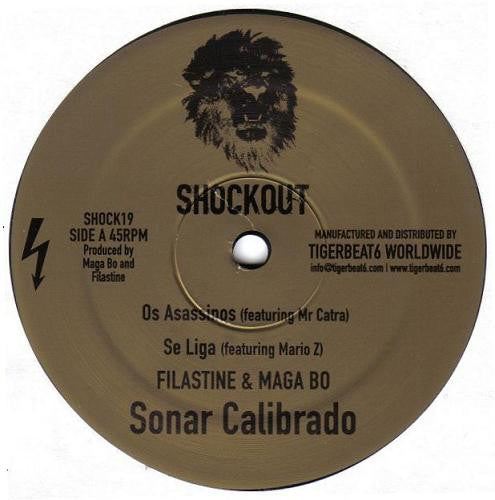 SHOCKOUT
SHOCK19
SIDE A 45RPM
Produced by
Maga Bo and
Filastine
MANUFACTURED AND DISTRIBUTED BY
TIGERBEAT6 WORLDWIDE
info@tigerbeat6.com | www.tigerbeat6.com
Os Asassinos (featuring Mr Catra)
Se Liga (featuring Mario Z)
FILASTINE & MAGA BO
Sonar Calibrado